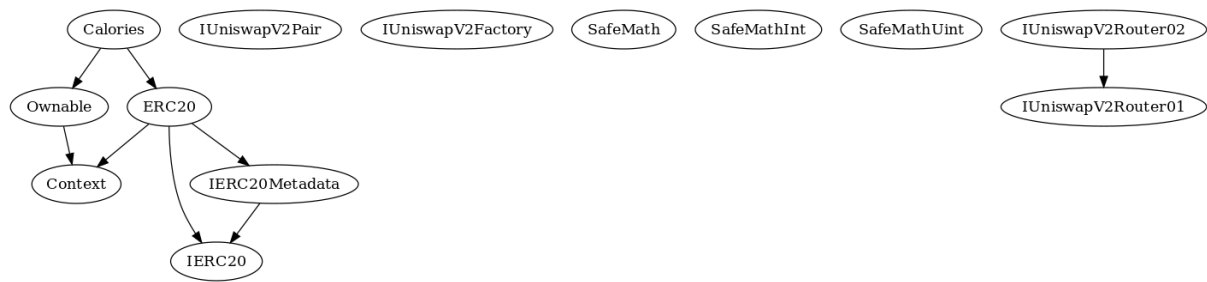 Calories
IUniswapV2Pair
IUniswapV2Factory
SafeMath
SafeMathInt
SafeMathUint
IUniswapV2Router02
Ownable
ERC20
IUniswapV2Router01
Context
IERC20Metadata
IERC20